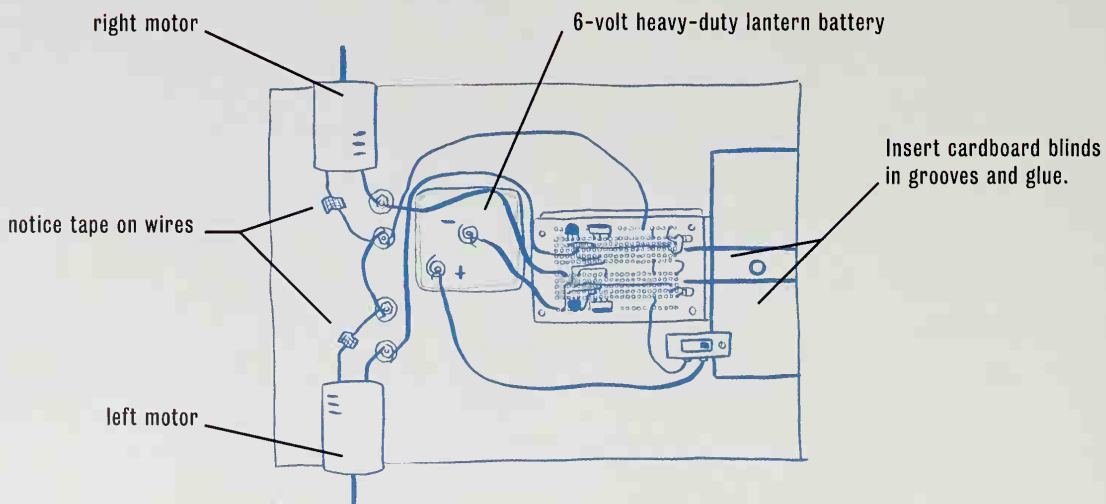 right motor
6-volt heavy-duty lantern battery
Insert cardboard blinds
in grooves and glue.
notice tape on wires
-
+
left motor